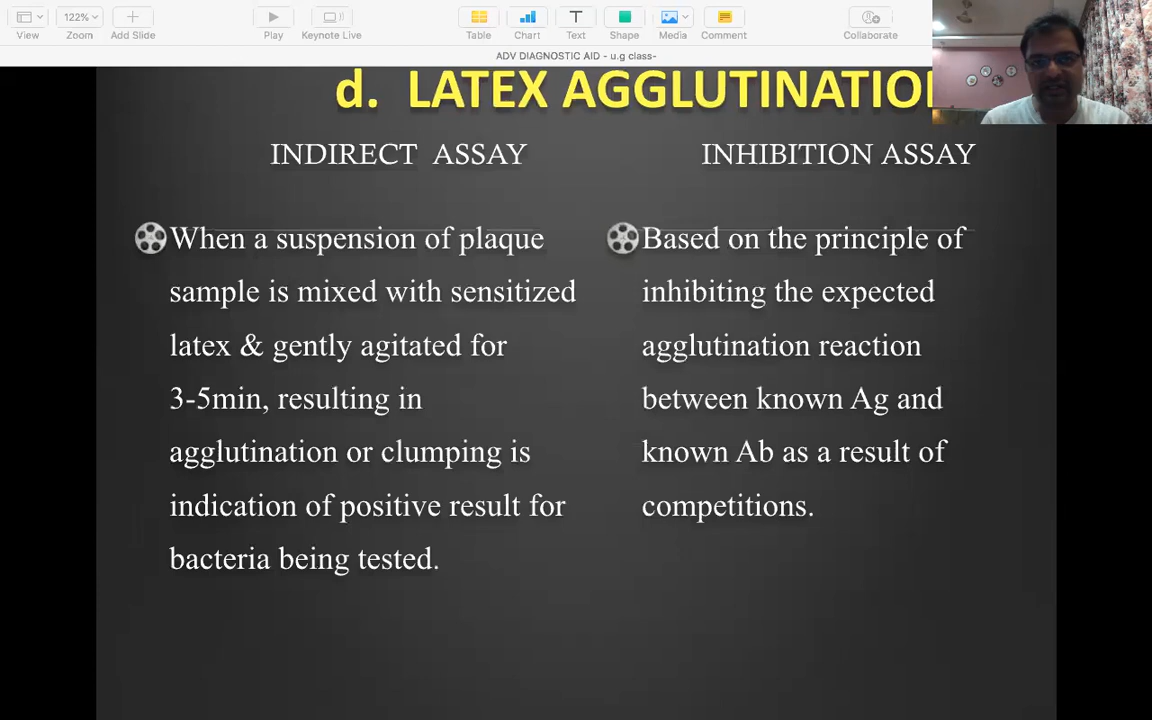 122%
View
Zoom
Add Slide
Play
Keynote Live
Table
Chart
Text
Shape
Media
Comment
Collaborate
ADV DIAGNOSTIC AID - u.g class-
d. LATEX AGGLUTINATIO
INDIRECT ASSAY
When a suspension of plaque
sample is mixed with sensitized
latex & gently agitated for
3-5min, resulting in
agglutination or clumping is
indication of positive result for
bacteria being tested.
INHIBITION ASSAY
Based on the principle of
inhibiting the expected
agglutination reaction
between known Ag and
known Ab as a result of
competitions.